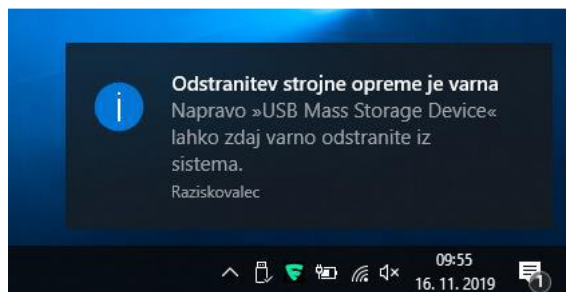 Odstranitev strojne opreme je varna
Napravo »USB Mass Storage Device«
lahko zdaj varno odstranite iz
sistema.
Raziskovalec
09:55
16. 11. 2019
1